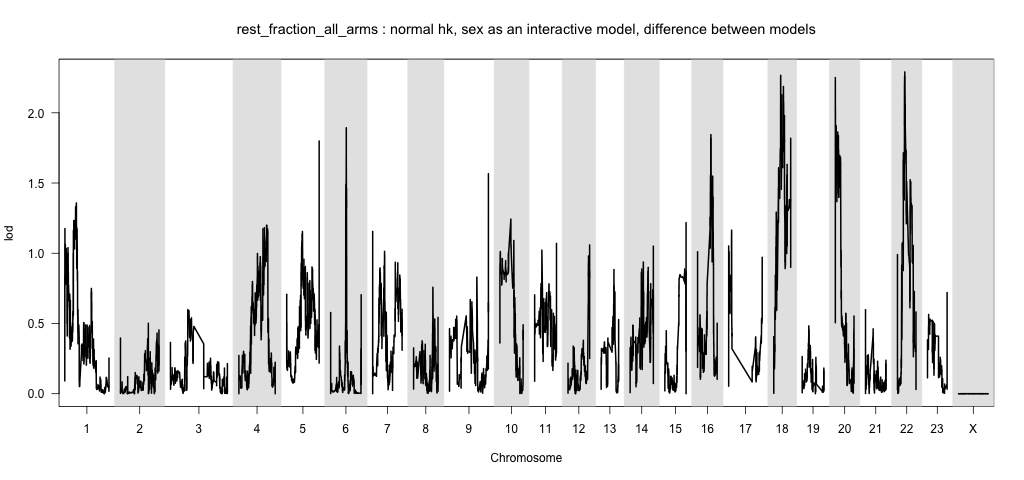 rest_fraction_all_arms : normal hk, sex as an interactive model, difference between models
lod
2.0
1.5
1.0
0.5
0.0
1 2 3 4 5 6 7 8 9 10 11 12 13 14 15 16 17 18 19 20 21 22 23 X
Chromosome